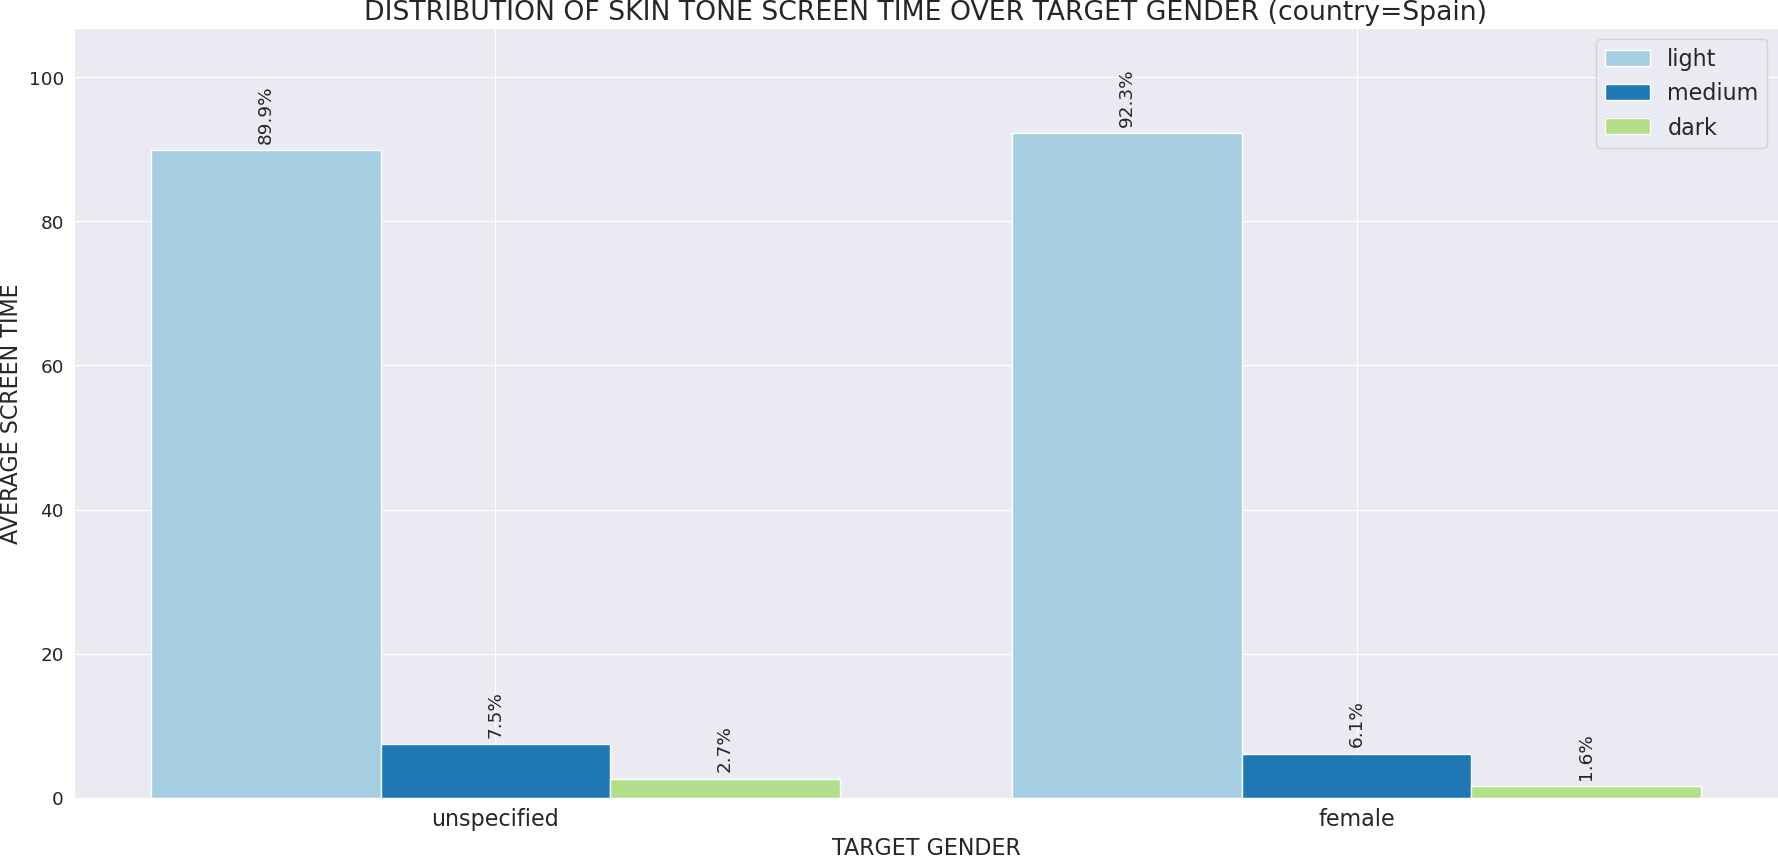 DISTRIBUTION OF SKIN TONE SCREEN TIME OVER TARGET GENDER (country=Spain)
light
medium
dark
AVERAGE SCREEN TIME
100
80
60
40
20
0
89.9%
7.5%
2.7%
92.3%
6.1%
1.6%
unspecified
female
TARGET GENDER